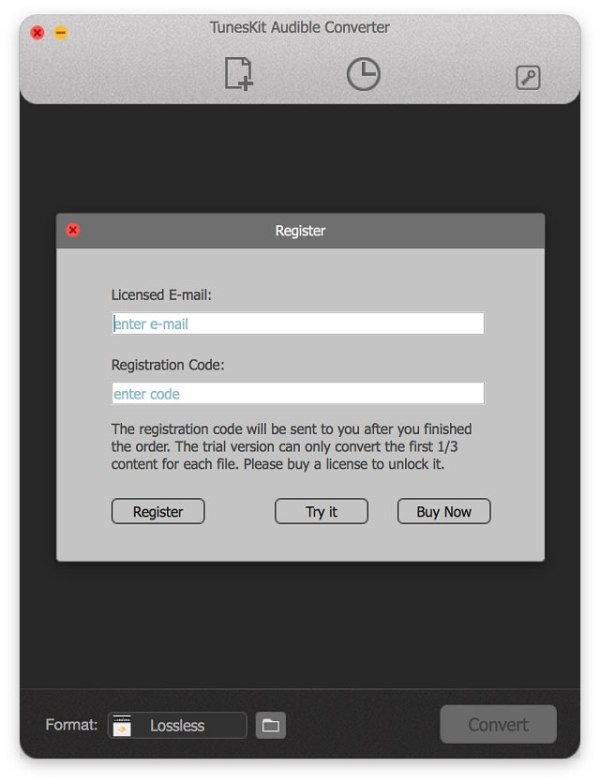 TunesKit Audible Converter
Register
Licensed E-mail:
enter e-mail
Registration Code:
enter code
The registration code will be sent to you after you finished
the order. The trial version can only convert the first 1/3
content for each file. Please buy a license to unlock it.
Register
Try it
Buy Now
Format:
Lossless
Convert